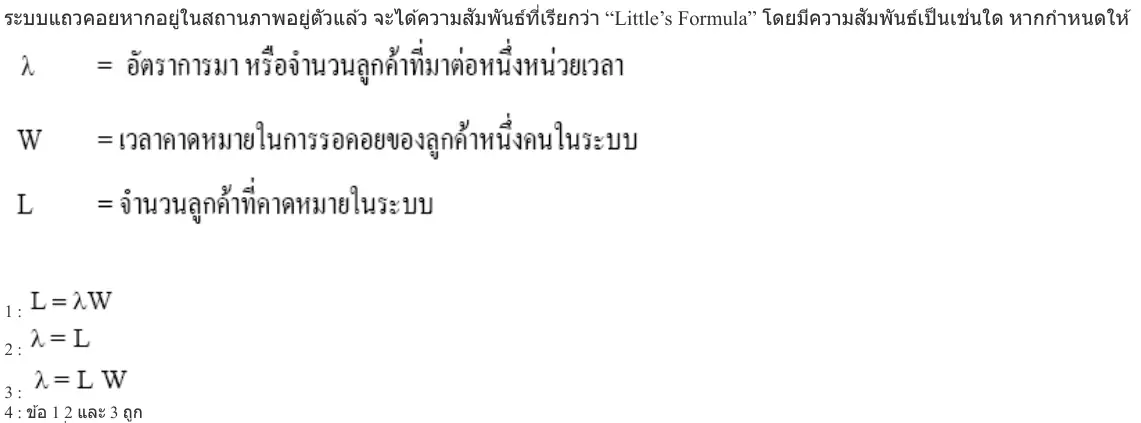 ระบบแถวคอยหากอยู่ในสถานภาพอยู่ตัวแล้ว จะได้ความสัมพันธ์ที่เรียกว่า “Little’s Formula” โดยมีความสัมพันธ์เป็นเช่นใด หากกำหนดให้
λ = อัตราการมา หรือจำนวนลูกค้าที่มาต่อหนึ่งหน่วยเวลา
W = เวลาคาดหมายในการรอคอยของลูกค้าหนึ่งคนในระบบ
L = จำนวนลูกค้าที่คาดหมายในระบบ
1 : L = λW
2 : λ = L
3 : λ = L W
4 : ข้อ 1 2 และ 3 ถูก